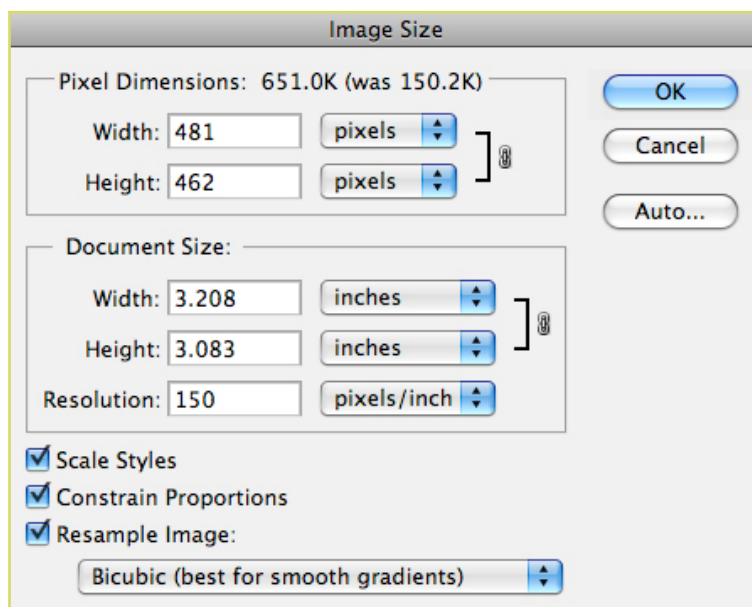 Image Size
Pixel Dimensions: 651.0K (was 150.2K)
OK
Width: 481 pixels
Cancel
Height: 462 pixels
Auto...
Document Size:
Width: 3.208 inches
Height: 3.083 inches
Resolution: 150 pixels/inch
Scale Styles
Constrain Proportions
Resample Image:
Bicubic (best for smooth gradients)